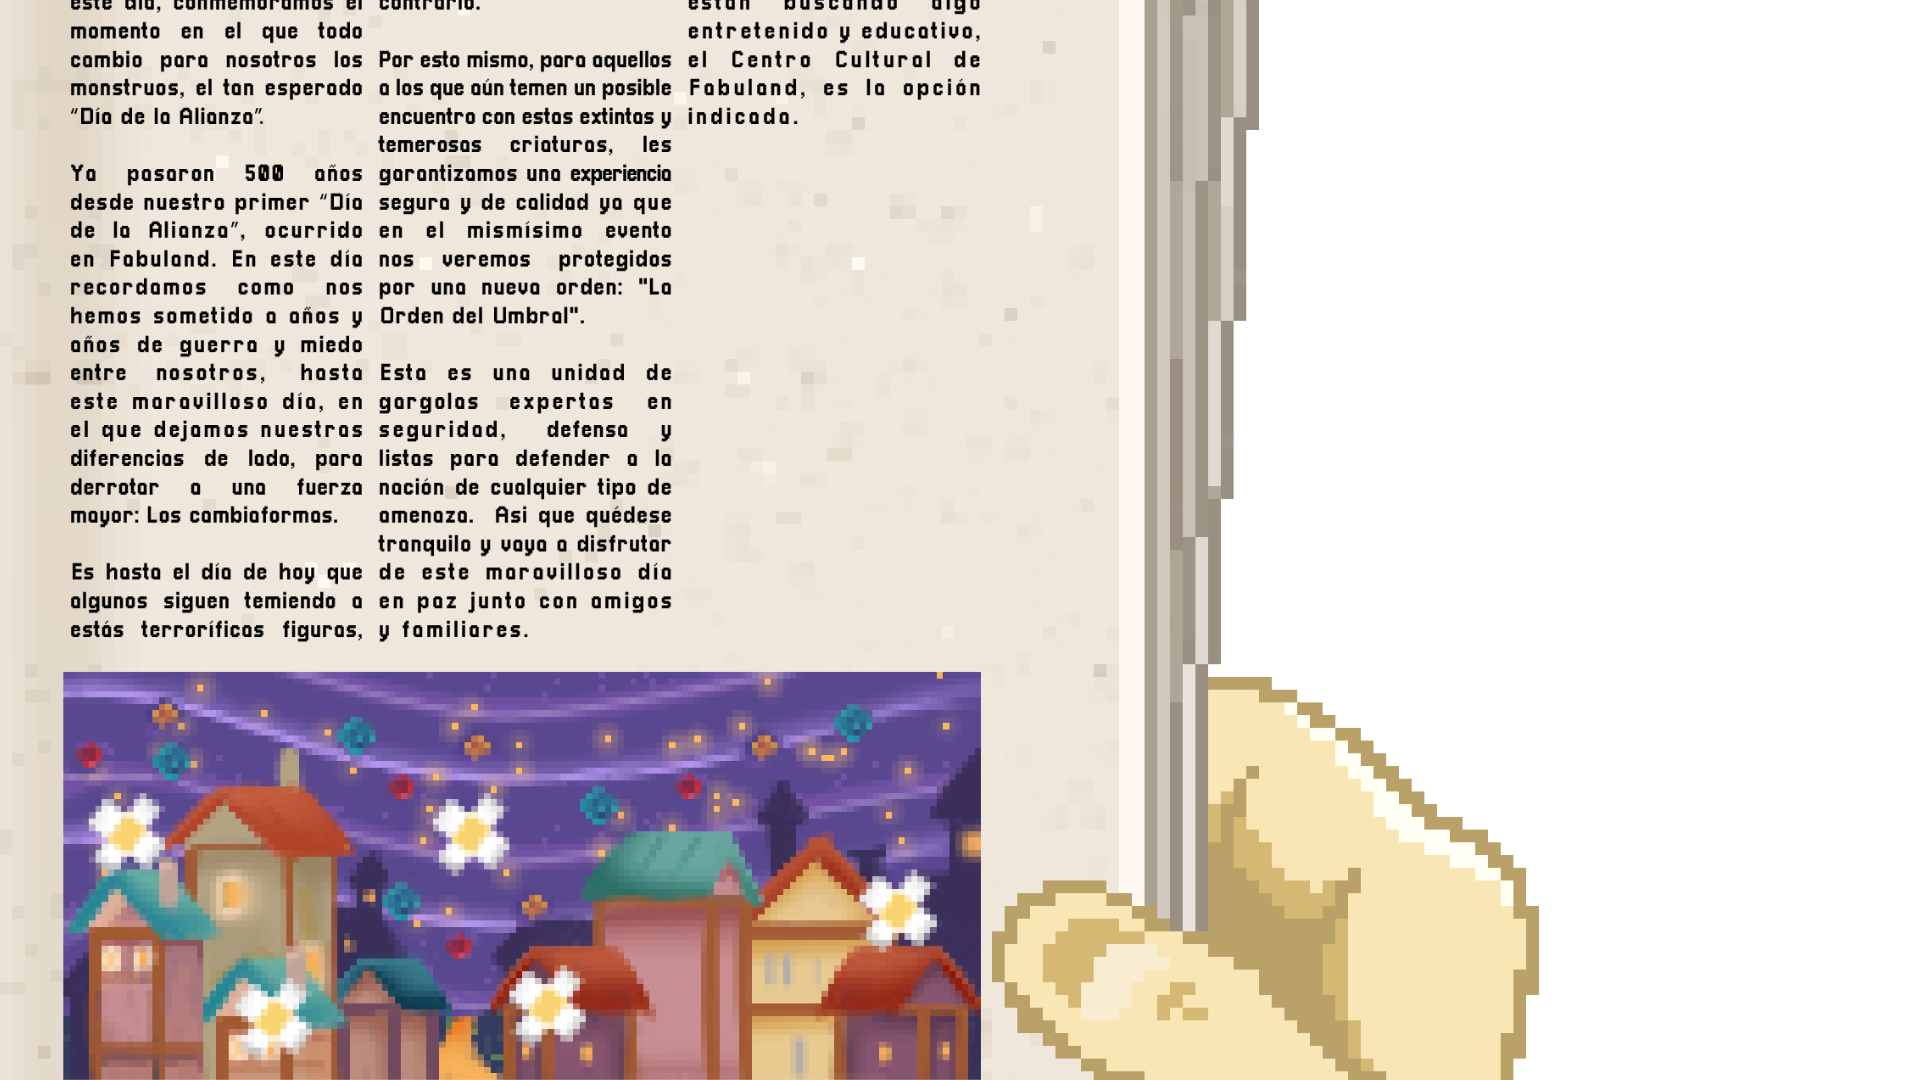 este día, conmemoramos el
momento en el que todo
cambio para nosotros los
monstruos, el tan esperado
“Día de la Alianza”.
Ya pasaron 500 años
desde nuestro primer “Día
de la Alianza”, ocurrido
en Fabuland. En este día
recordamos como nos
hemos sometido a años y
años de guerra y miedo
entre nosotros, hasta
este maravilloso día, en
el que dejamos nuestras
diferencias de lado, para
derrotar a una fuerza
mayor: Los cambiaformas.
Es hasta el día de hoy que
algunos siguen temiendo a
estás terroríficas figuras,
contrario.
Por esto mismo, para aquellos
a los que aún temen un posible
encuentro con estas extintas y
temerosas criaturas, les
garantizamos una experiencia
segura y de calidad ya que
en el mismísimo evento
nos veremos protegidos
por una nueva orden: "La
Orden del Umbral".
Esta es una unidad de
gargolas expertas en
seguridad, defensa y
listas para defender a la
nación de cualquier tipo de
amenaza. Asi que quédese
tranquilo y vaya a disfrutar
de este maravilloso día
en paz junto con amigos
y familiares.
están buscando algo
entretenido y educativo,
el Centro Cultural de
Fabuland, es la opción
indicada.